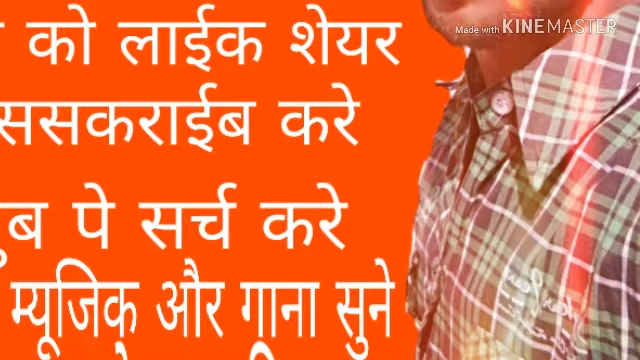 Made with KINEMASTER
को लाईक शेयर
ससकराईब करे
पे सर्च करे
म्यूजिक और गाना सुने